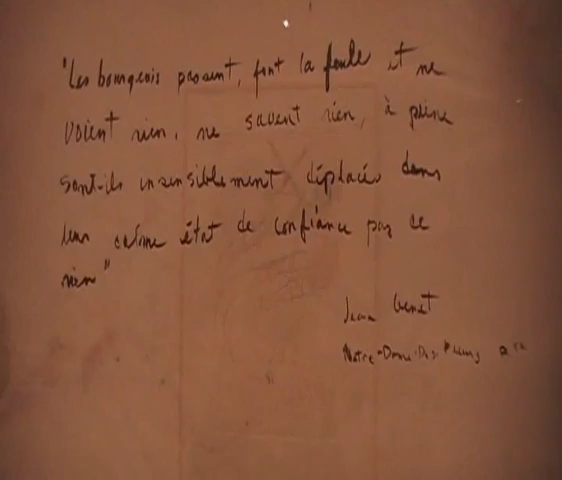 "Les bourgeois passent, font la foule et ne
voient rien, ne savent rien, à peine
sont-ils insensiblement déplacés dans
leur calme état de confiance par ce
rien"
Jean Genet
Notre-Dame-Des-Fleurs